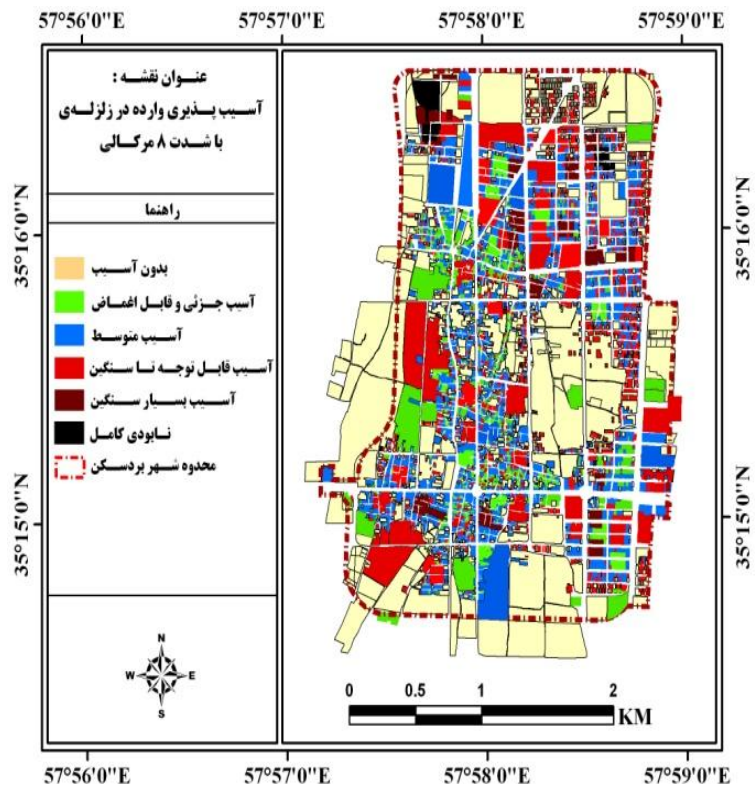 57°56'0"E
57°57'0"E
57°58'0"E
57°59'0"E
عنوان نقشه :
آسیب پذیری وارده در زلزله‌ی
با شدت ۸ مرکالی
راهنما
بدون آسیب
آسیب جزئی و قابل اغماض
آسیب متوسط
آسیب قابل توجه تا سنگین
آسیب بسیار سنگین
نابودی کامل
محدوه شهر بردسکن
35°16'0"N
35°15'0"N
35°16'0"N
35°15'0"N
N
W
E
S
0
0.5
1
2
KM
57°56'0"E
57°57'0"E
57°58'0"E
57°59'0"E